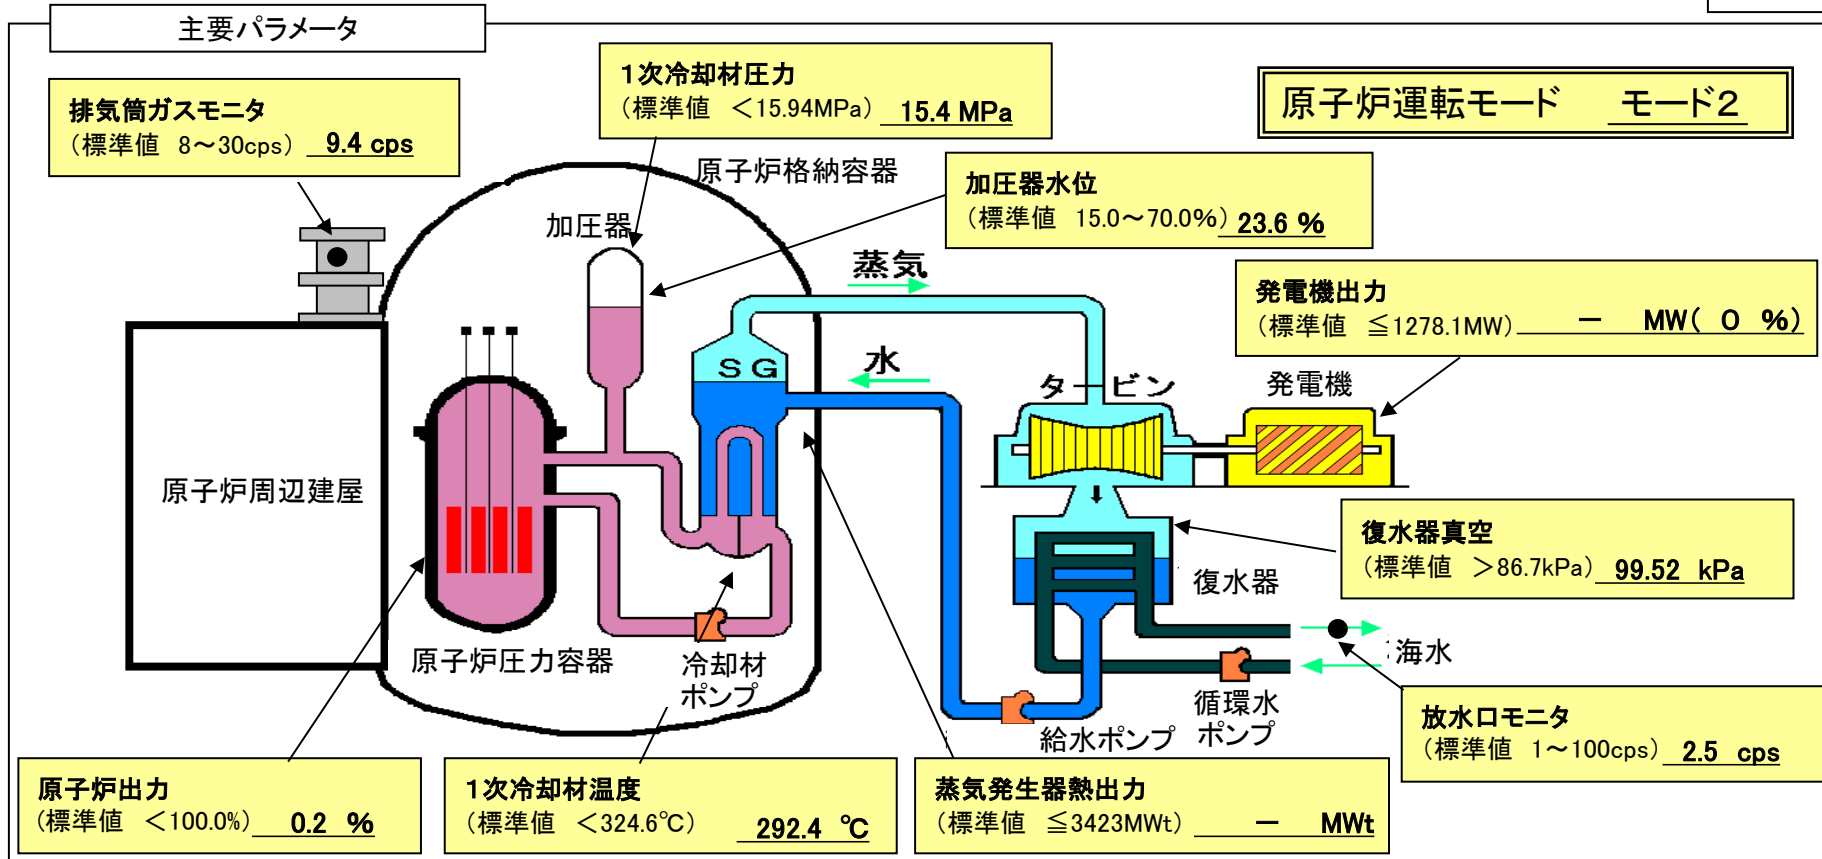 主要パラメータ
排気筒ガスモニタ
(標準値 8～30cps) 9.4 cps
1次冷却材圧力
(標準値 <15.94MPa) 15.4 MPa
原子炉運転モード モード2
原子炉格納容器
加圧器水位
(標準値 15.0～70.0%) 23.6 %
加圧器
蒸気
発電機出力
(標準値 ≦1278.1MW) － MW( 0 %)
SG
水
タービン
発電機
原子炉周辺建屋
復水器真空
(標準値 >86.7kPa) 99.52 kPa
復水器
原子炉圧力容器
冷却材
ポンプ
海水
循環水
ポンプ
給水ポンプ
放水口モニタ
(標準値 1～100cps) 2.5 cps
原子炉出力
(標準値 <100.0%) 0.2 %
1次冷却材温度
(標準値 <324.6℃) 292.4 ℃
蒸気発生器熱出力
(標準値 ≦3423MWt) － MWt